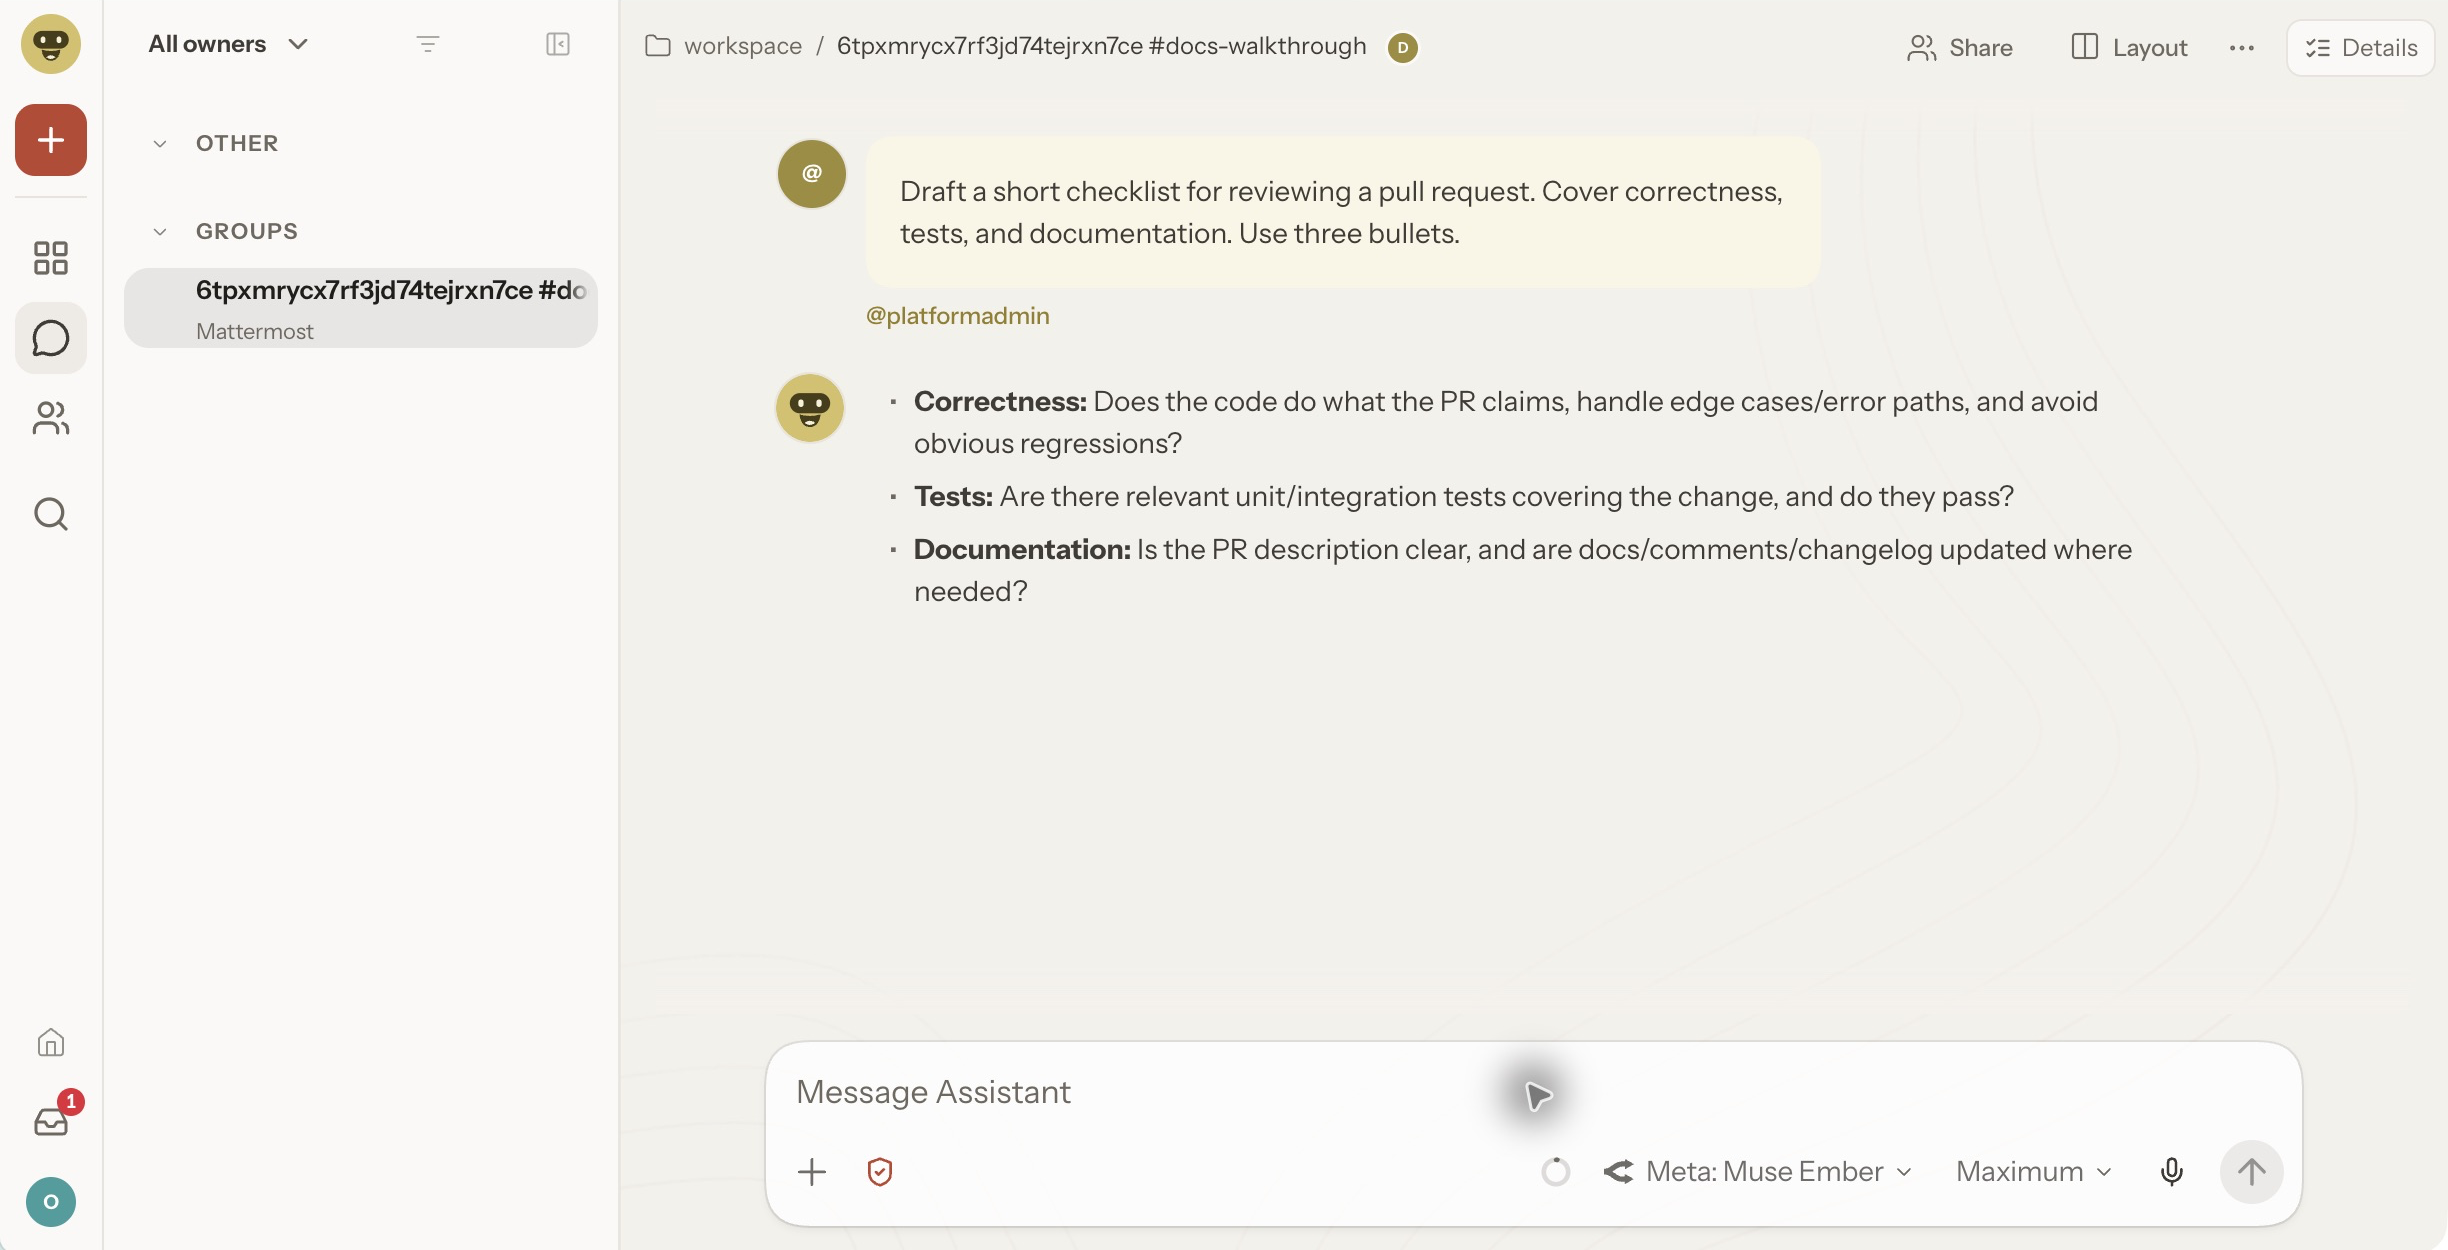 All owners
OTHER
GROUPS
6tpxmrycx7rf3jd74tejrxn7ce #do
Mattermost
1
O
workspace / 6tpxmrycx7rf3jd74tejrxn7ce #docs-walkthrough D
Share
Layout
Details
@
Draft a short checklist for reviewing a pull request. Cover correctness,
tests, and documentation. Use three bullets.
@platformadmin
Correctness: Does the code do what the PR claims, handle edge cases/error paths, and avoid
obvious regressions?
Tests: Are there relevant unit/integration tests covering the change, and do they pass?
Documentation: Is the PR description clear, and are docs/comments/changelog updated where
needed?
Message Assistant
Meta: Muse Ember
Maximum